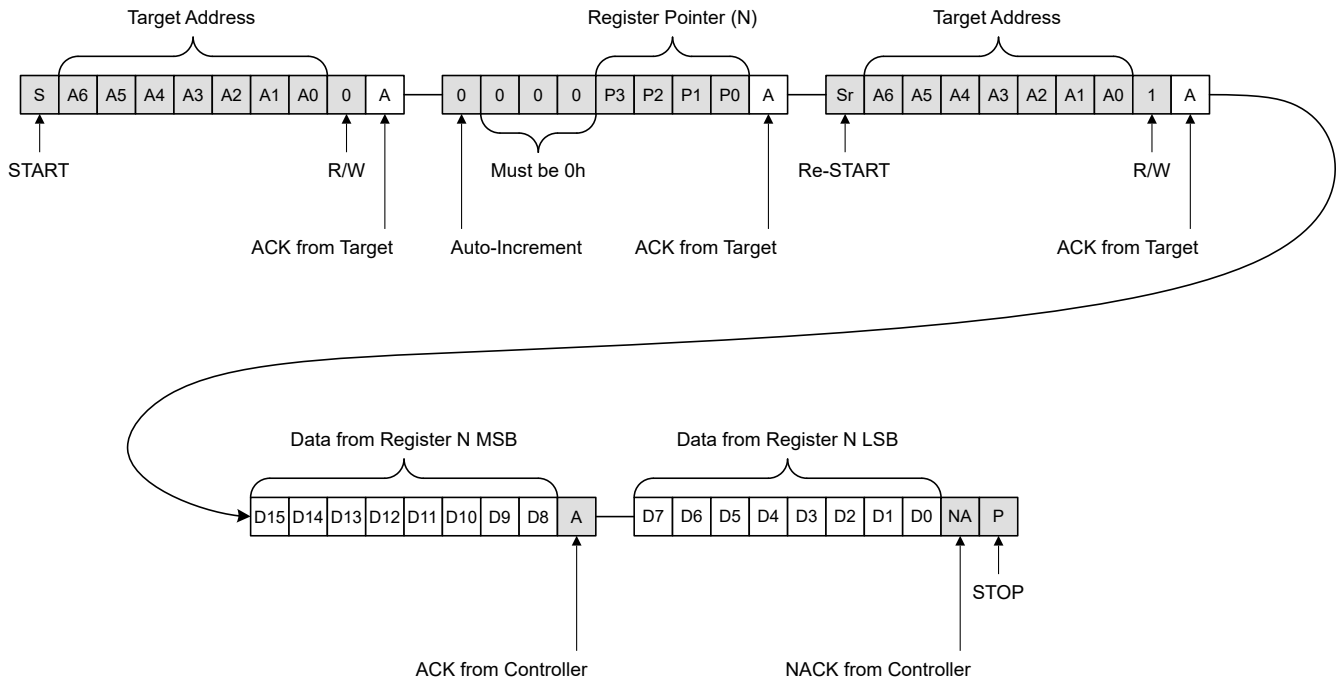 Target Address Register Pointer (N) Target Address
S A6 A5 A4 A3 A2 A1 A0 0 A 0 0 0 0 P3 P2 P1 P0 A Sr A6 A5 A4 A3 A2 A1 A0 1 A
START R/W Must be 0h Re-START R/W
ACK from Target Auto-Increment ACK from Target ACK from Target
Data from Register N MSB Data from Register N LSB
D15 D14 D13 D12 D11 D10 D9 D8 A D7 D6 D5 D4 D3 D2 D1 D0 NA P
STOP
ACK from Controller NACK from Controller